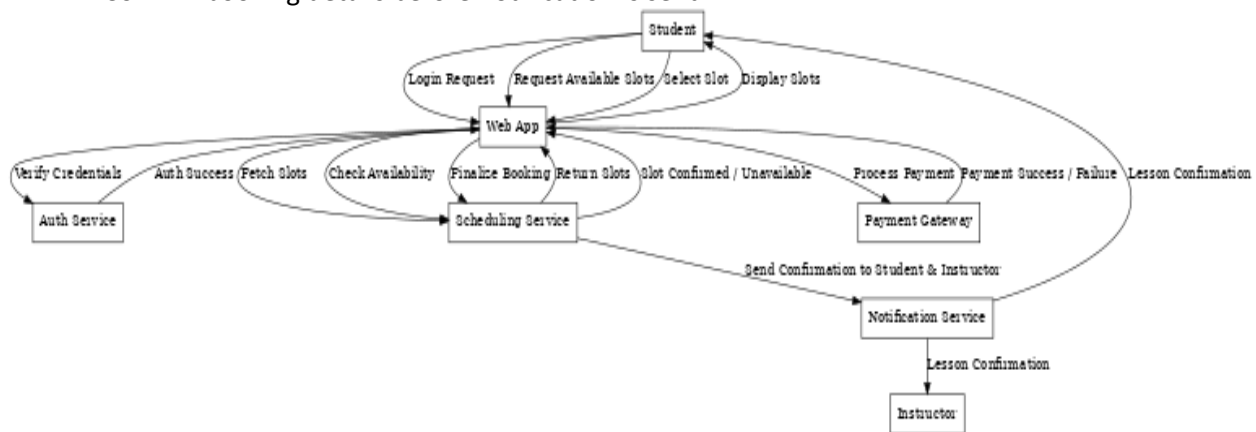 Student
Login Request
Request Available Slots
Select Slot
Display Slots
Web App
Verify Credentials
Auth Success
Fetch Slots
Check Availability
Finalize Booking
Return Slots
Slot Confirmed / Unavailable
Process Payment
Payment Success / Failure
Lesson Confirmation
Auth Service
Scheduling Service
Payment Gateway
Send Confirmation to Student & Instructor
Notification Service
Lesson Confirmation
Instructor